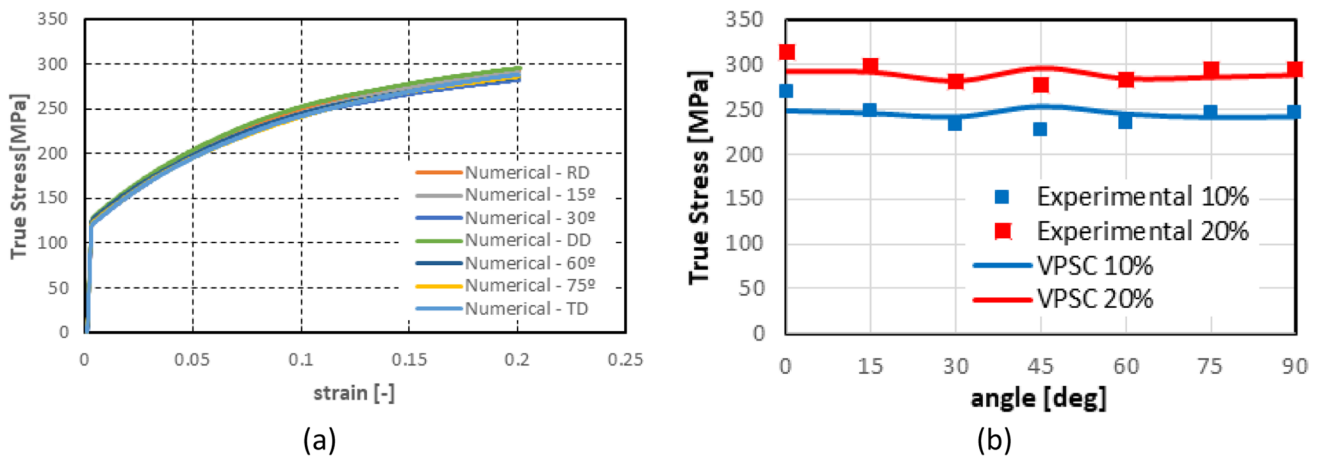 350
300
250
200
150
100
50
0
True Stress[MPa]
0
0.05
0.1
0.15
0.2
0.25
strain [-]
Numerical - RD
Numerical - 15º
Numerical - 30º
Numerical - DD
Numerical - 60º
Numerical - 75º
Numerical - TD
(a)
350
300
250
200
150
100
50
0
True Stress [MPa]
0
15
30
45
60
75
90
angle [deg]
Experimental 10%
Experimental 20%
VPSC 10%
VPSC 20%
(b)